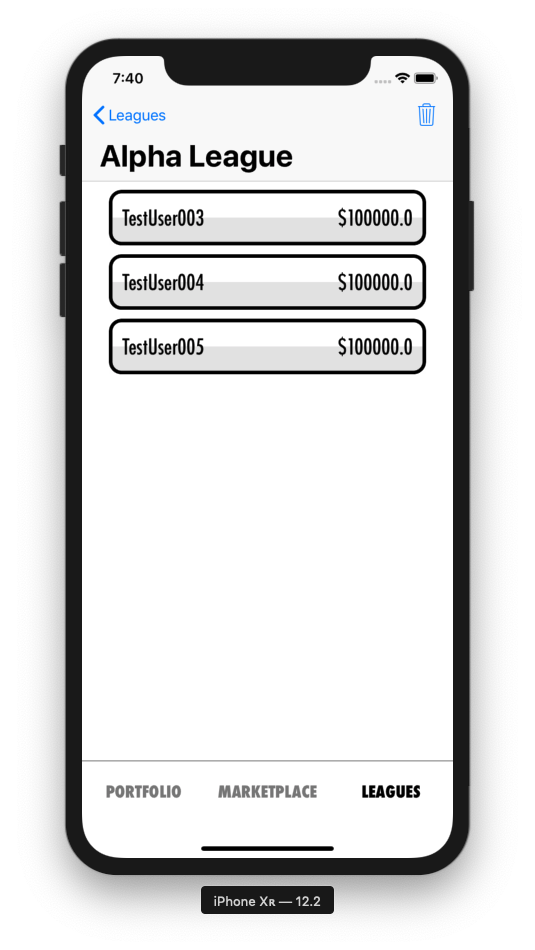 7:40
Leagues
Alpha League
TestUser003 $100000.0
TestUser004 $100000.0
TestUser005 $100000.0
PORTFOLIO MARKETPLACE LEAGUES
iPhone Xʀ — 12.2